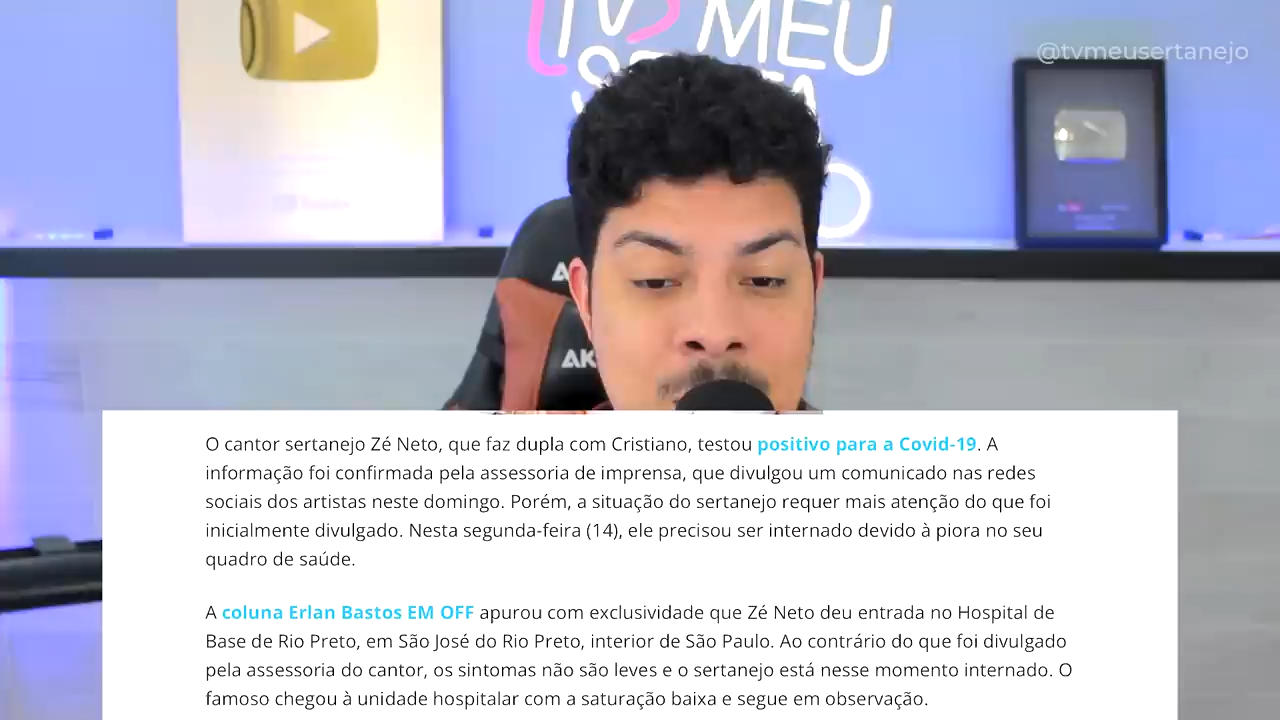 TV MEU
@tvmeusertanejo
AK
O cantor sertanejo Zé Neto, que faz dupla com Cristiano, testou positivo para a Covid-19. A
informação foi confirmada pela assessoria de imprensa, que divulgou um comunicado nas redes
sociais dos artistas neste domingo. Porém, a situação do sertanejo requer mais atenção do que foi
inicialmente divulgado. Nesta segunda-feira (14), ele precisou ser internado devido à piora no seu
quadro de saúde.
A coluna Erlan Bastos EM OFF apurou com exclusividade que Zé Neto deu entrada no Hospital de
Base de Rio Preto, em São José do Rio Preto, interior de São Paulo. Ao contrário do que foi divulgado
pela assessoria do cantor, os sintomas não são leves e o sertanejo está nesse momento internado. O
famoso chegou à unidade hospitalar com a saturação baixa e segue em observação.